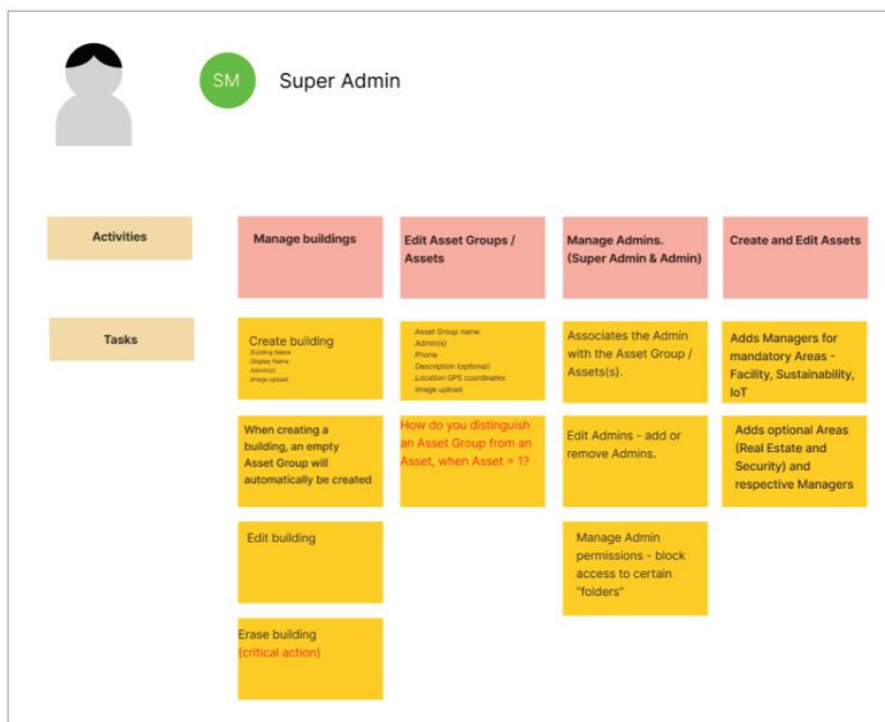 SM
Super Admin
Activities
Manage buildings
Edit Asset Groups /
Assets
Manage Admins.
(Super Admin & Admin)
Create and Edit Assets
Tasks
Create building
.Building Name
.Display Name
.Admin(s)
.Image upload
.Asset Group name
.Admin(s)
.Phone
.Description (optional)
.Location GPS coordinates
.Image upload
Associates the Admin
with the Asset Group /
Assets(s).
Adds Managers for
mandatory Areas -
Facility, Sustainability,
IoT
When creating a
building, an empty
Asset Group will
automatically be created
How do you distinguish
an Asset Group from an
Asset, when Asset = 1?
Edit Admins - add or
remove Admins.
Adds optional Areas
(Real Estate and
Security) and
respective Managers
Edit building
Manage Admin
permissions - block
access to certain
"folders"
Erase building
(critical action)